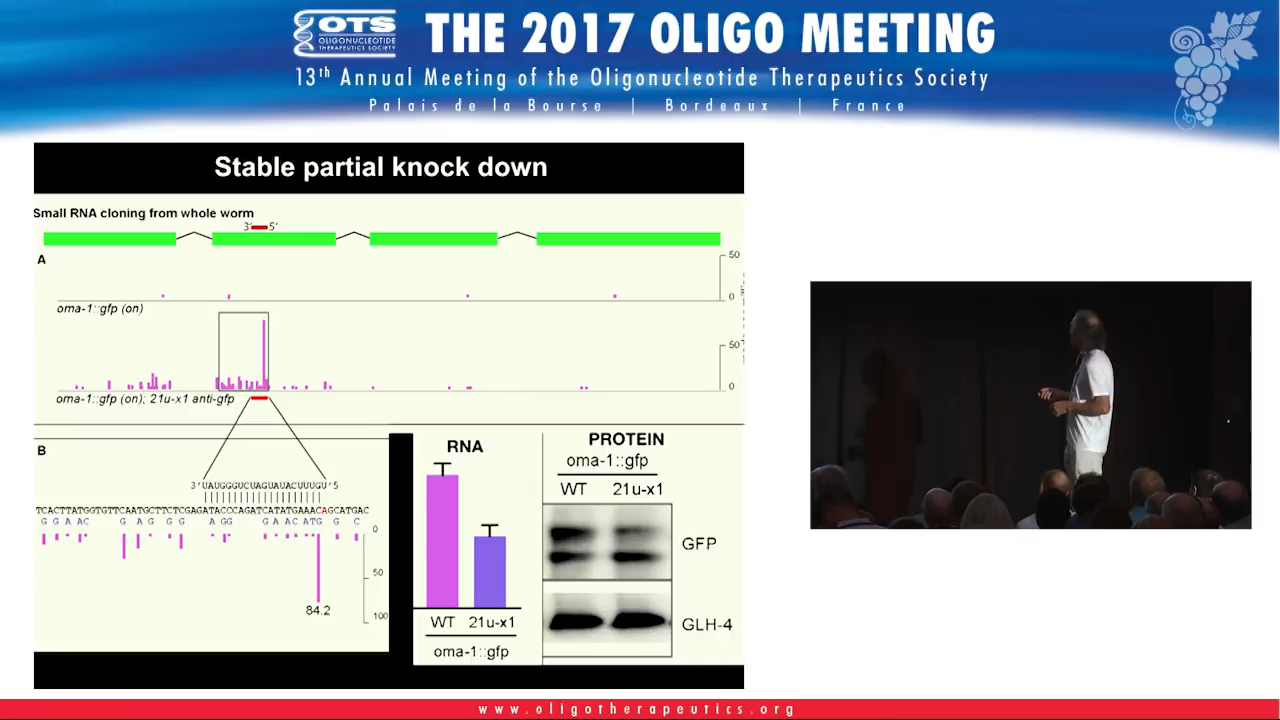 OTS
OLIGONUCLEOTIDE
THERAPEUTICS SOCIETY
THE 2017 OLIGO MEETING
13th Annual Meeting of the Oligonucleotide Therapeutics Society
Palais de la Bourse | Bordeaux | France
Stable partial knock down
Small RNA cloning from whole worm
3' 5'
A
50
0
oma-1::gfp (on)
50
0
oma-1::gfp (on); 21u-x1 anti-gfp
B
3'UAUGGGUCUAGUAUACUUUGU'5
TCACTTATGGTGTTCAATGCTTCTCGAGATACCCAGATCATATGAAACAGCATGAC
G G A AC G A G G A GG G A ACATG G C
0
50
84.2
100
RNA
WT 21u-x1
oma-1::gfp
PROTEIN
oma-1::gfp
WT 21u-x1
GFP
GLH-4
www.oligotherapeutics.org